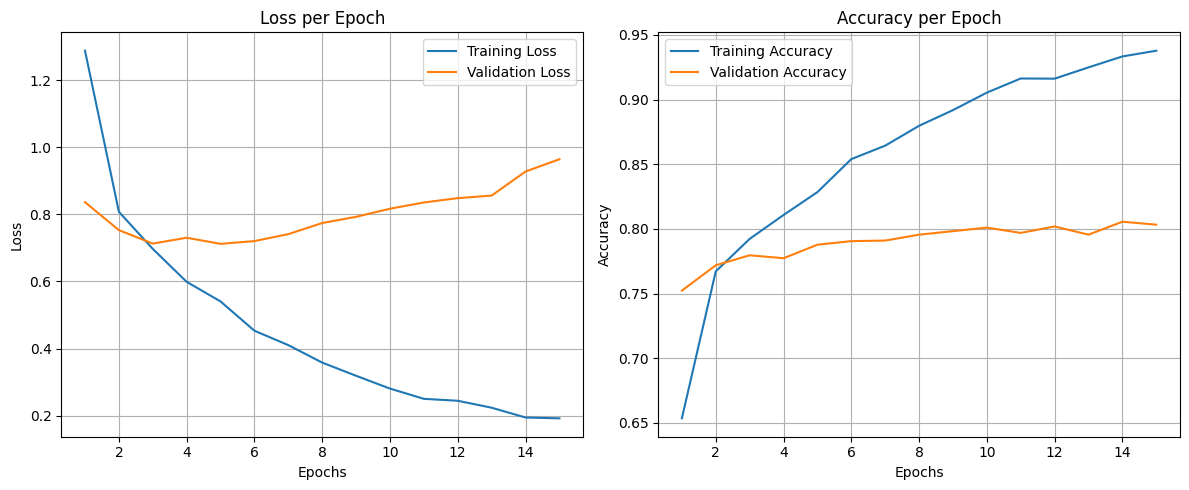 Loss per Epoch
Training Loss
Validation Loss
1.2
1.0
0.8
0.6
0.4
0.2
Loss
2 4 6 8 10 12 14
Epochs
Accuracy per Epoch
Training Accuracy
Validation Accuracy
0.95
0.90
0.85
0.80
0.75
0.70
0.65
Accuracy
2 4 6 8 10 12 14
Epochs